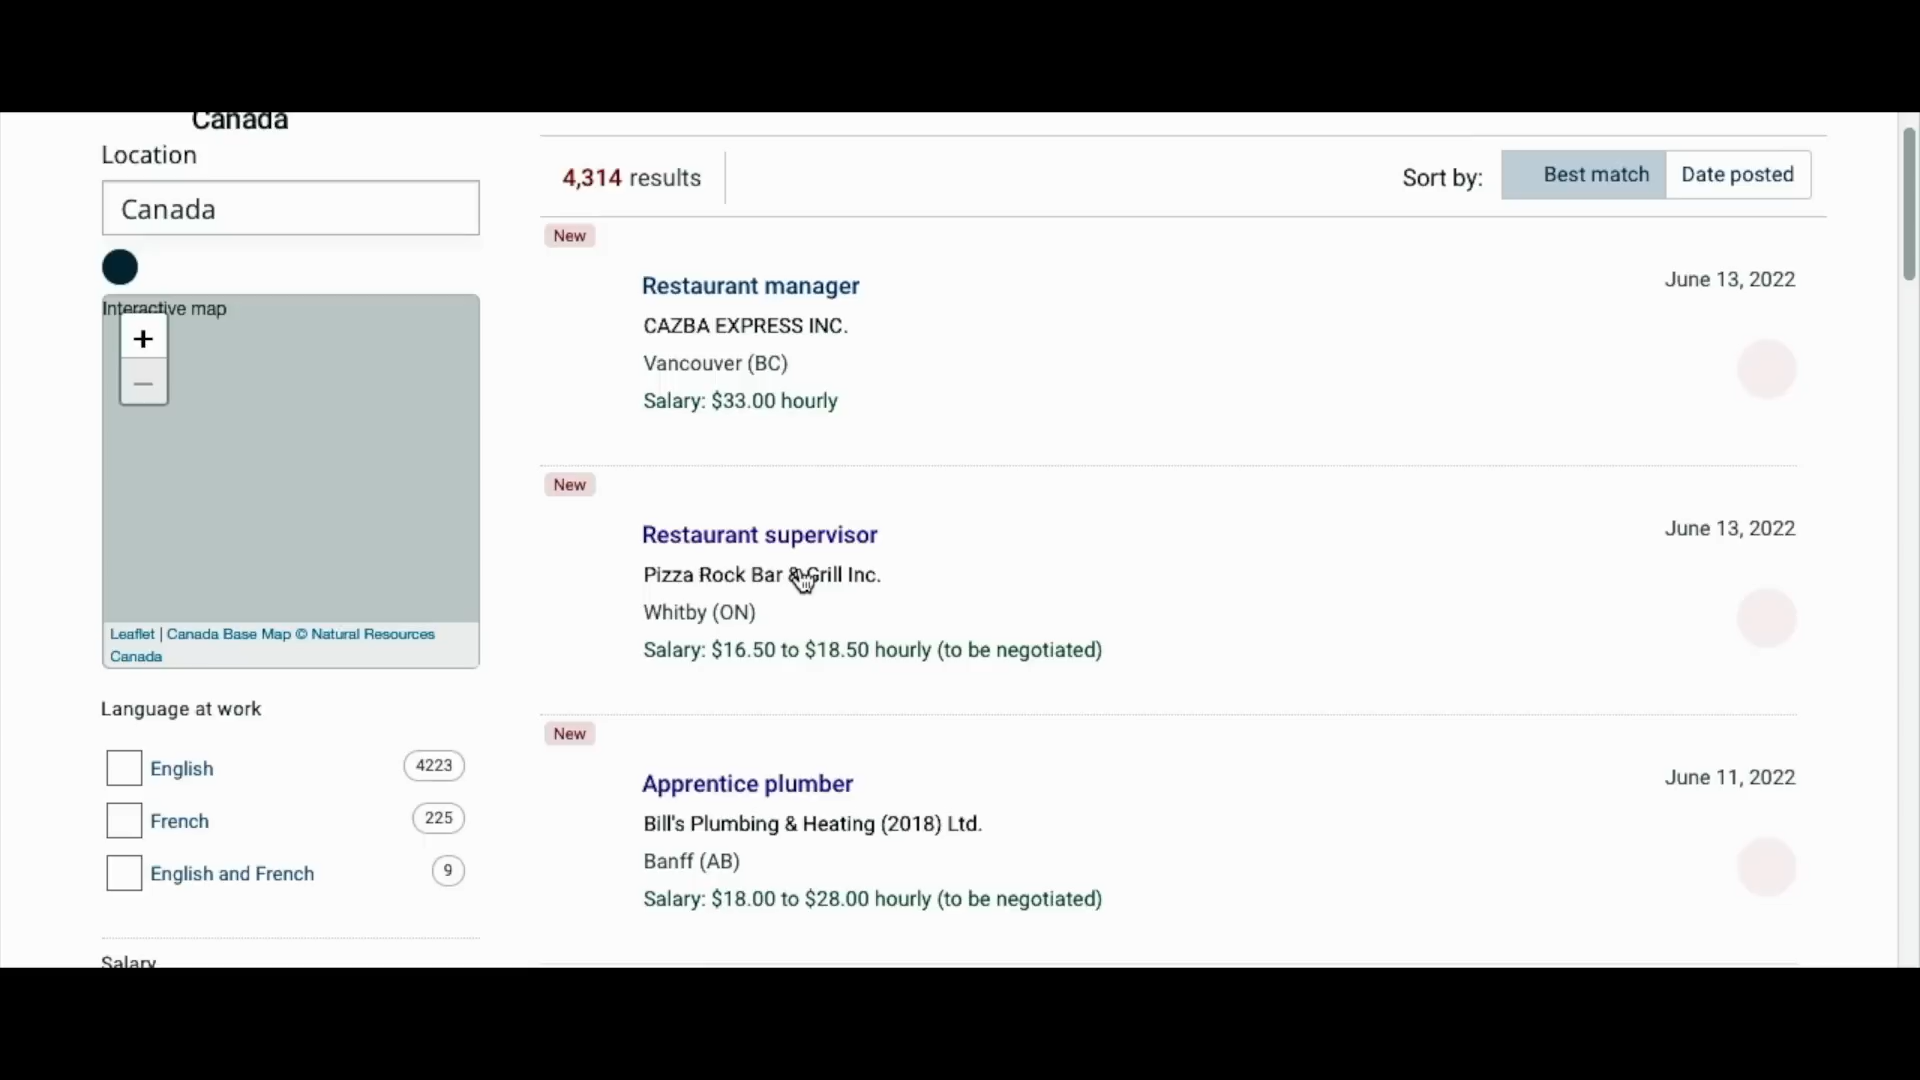 Canada
Location
Canada
Interactive map
+
−
Leaflet | Canada Base Map © Natural Resources
Canada
Language at work
English 4223
French 225
English and French 9
Salary
4,314 results
Sort by: Best match Date posted
New
Restaurant manager
June 13, 2022
CAZBA EXPRESS INC.
Vancouver (BC)
Salary: $33.00 hourly
New
Restaurant supervisor
June 13, 2022
Pizza Rock Bar & Grill Inc.
Whitby (ON)
Salary: $16.50 to $18.50 hourly (to be negotiated)
New
Apprentice plumber
June 11, 2022
Bill's Plumbing & Heating (2018) Ltd.
Banff (AB)
Salary: $18.00 to $28.00 hourly (to be negotiated)